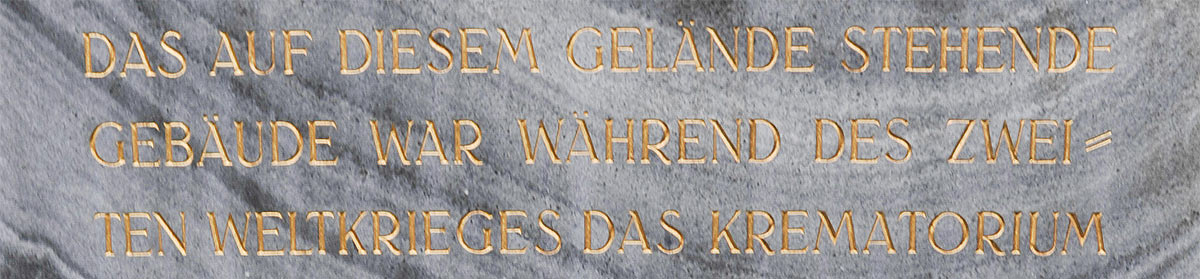 DAS AUF DIESEM GELÄNDE STEHENDE
GEBÄUDE WAR WÄHREND DES ZWEI=
TEN WELTKRIEGES DAS KREMATORIUM